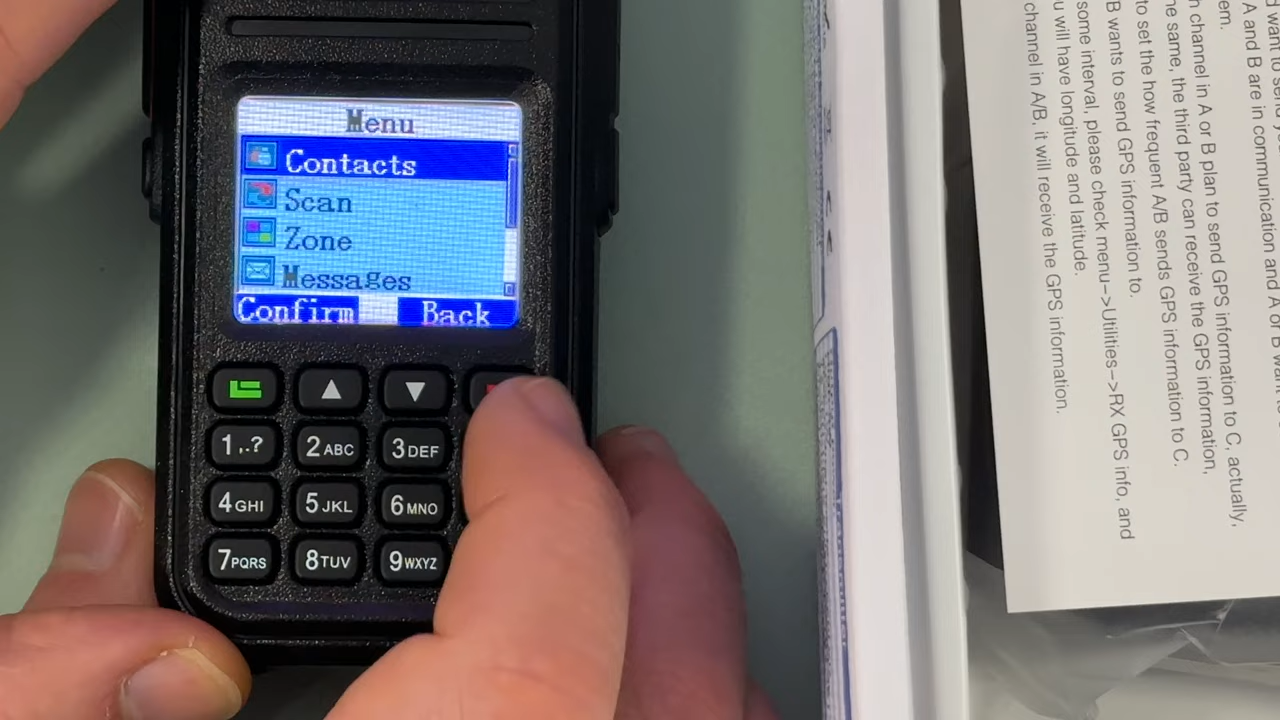 Menu
Contacts
Scan
Zone
Messages
Confirm
Back
1,.?
2ABC
3DEF
4GHI
5JKL
6MNO
7PQRS
8TUV
9WXYZ
d want to
A and B are in communication and A or B want
em.
channel in A or B plan to send GPS information to C, actually,
same, the third party can receive the GPS information,
to set the how frequent A/B sends GPS information to C.
B wants to send GPS information to.
some interval, please check menu->Utilities->RX GPS info, and
u will have longitude and latitude.
channel in A/B, it will receive the GPS information.